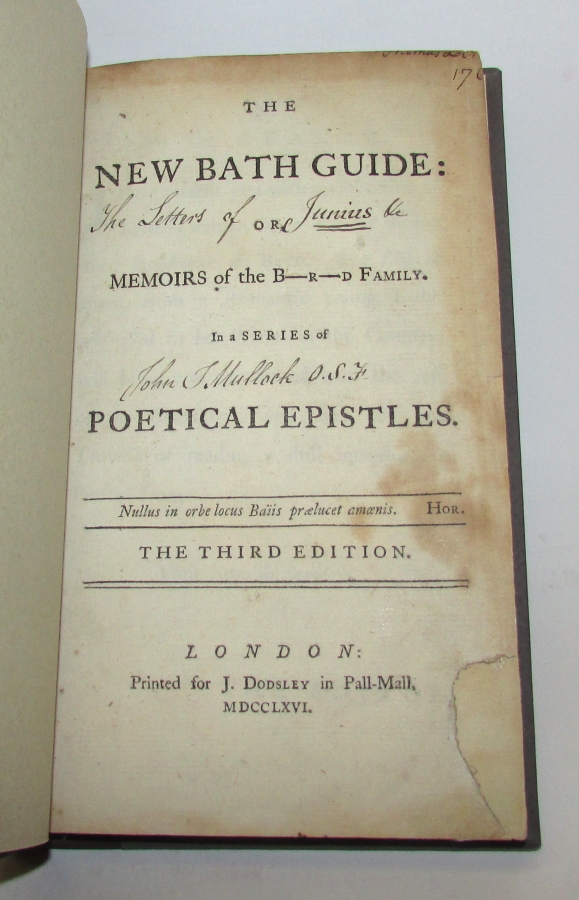 170
THE
NEW BATH GUIDE:
The Letters of OR, Junius &c
MEMOIRS of the B—R—D FAMILY.
In a SERIES of
John T Mullock O.S.F.
POETICAL EPISTLES.
Nullus in orbe locus Baïis prælucet amœnis. HOR.
THE THIRD EDITION.
LONDON:
Printed for J. DODSLEY in Pall-Mall,
MDCCLXVI.